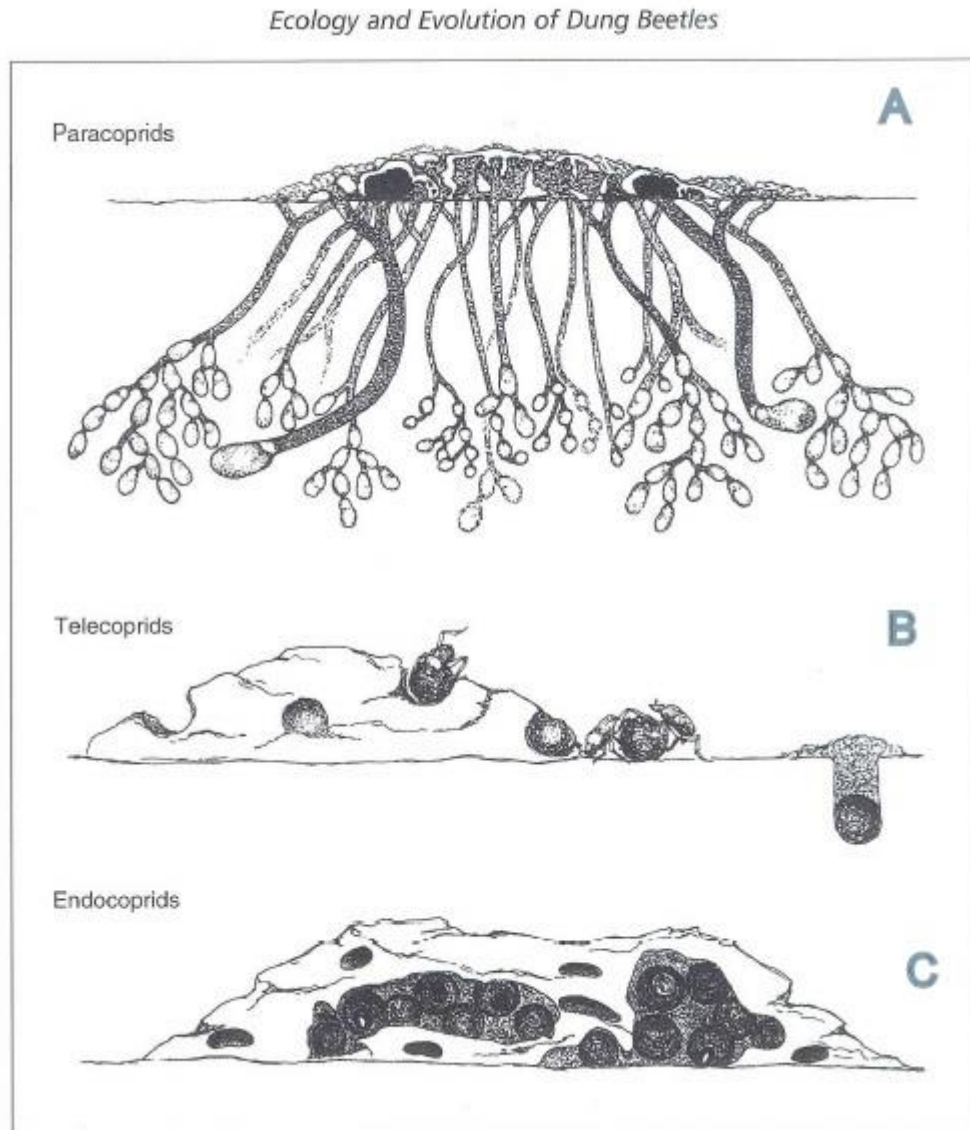 Ecology and Evolution of Dung Beetles
A
Paracoprids
Telecoprids
B
Endocoprids
C